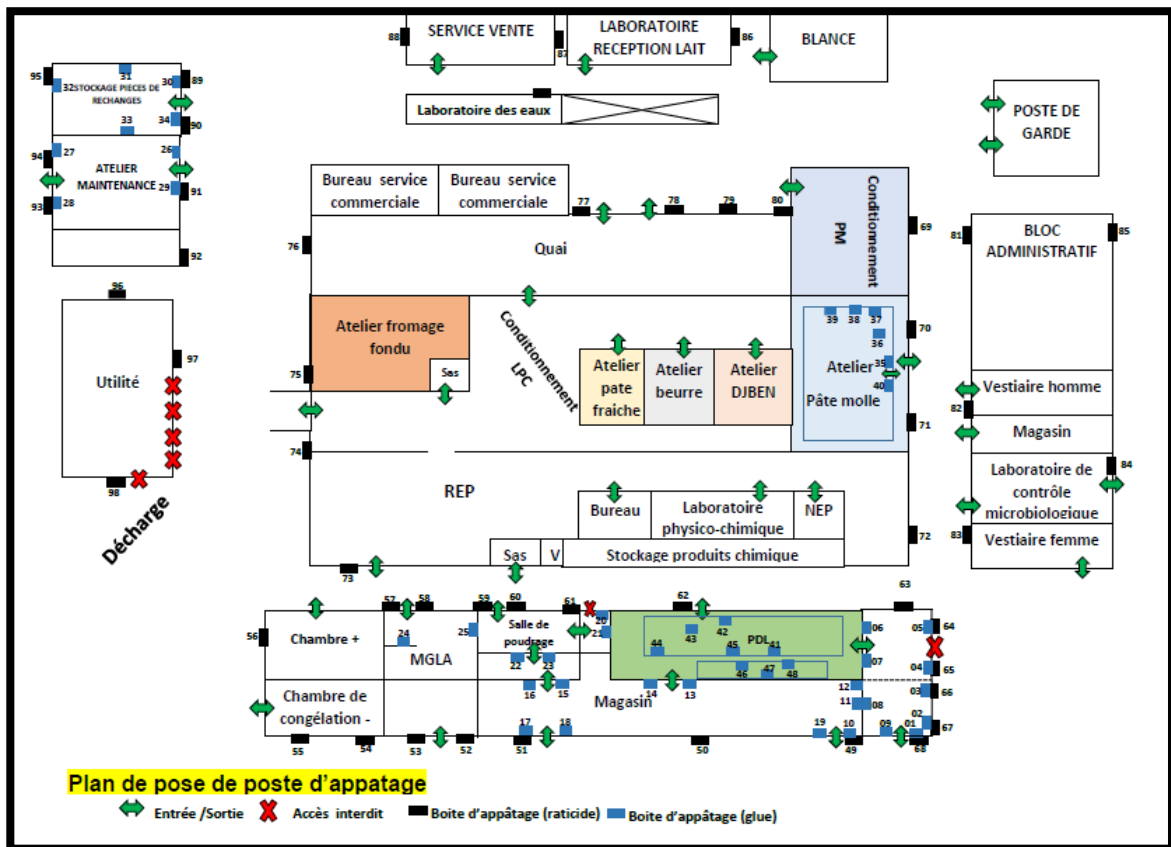 88
SERVICE VENTE
87
LABORATOIRE
RECEPTION LAIT
86
BLANCE
95
31
32
STOCKAGE PIECES DE
RECHANGES
30
89
33
34
90
94
27
26
ATELIER
MAINTENANCE
29
91
93
28
92
Laboratoire des eaux
POSTE DE
GARDE
Bureau service
commerciale
Bureau service
commerciale
77
78
79
80
Conditionnement
PM
69
76
Quai
81
BLOC
ADMINISTRATIF
85
96
97
Utilité
98
Décharge
Atelier fromage
fondu
Sas
75
Conditionnement
LPC
Atelier
pate
fraiche
Atelier
beurre
Atelier
DJBEN
39
38
37
36
35
40
Atelier
Pâte molle
70
71
Vestiaire homme
82
Magasin
84
Laboratoire de
contrôle
microbiologique
83
Vestiaire femme
74
REP
Bureau
Laboratoire
physico-chimique
NEP
72
Sas
V
Stockage produits chimique
73
57
58
59
60
61
62
63
56
Chambre +
24
MGLA
25
Salle de
poudrage
20
21
22
23
42
43
44
45
41
PDL
46
47
48
06
05
64
07
04
65
Chambre de
congélation -
16
15
Magasin
14
13
12
11
08
03
66
02
17
18
19
10
09
01
67
55
54
53
52
51
50
49
68
Plan de pose de poste d’appatage
Entrée /Sortie
Accès interdit
Boite d’appâtage (raticide)
Boite d’appâtage (glue)